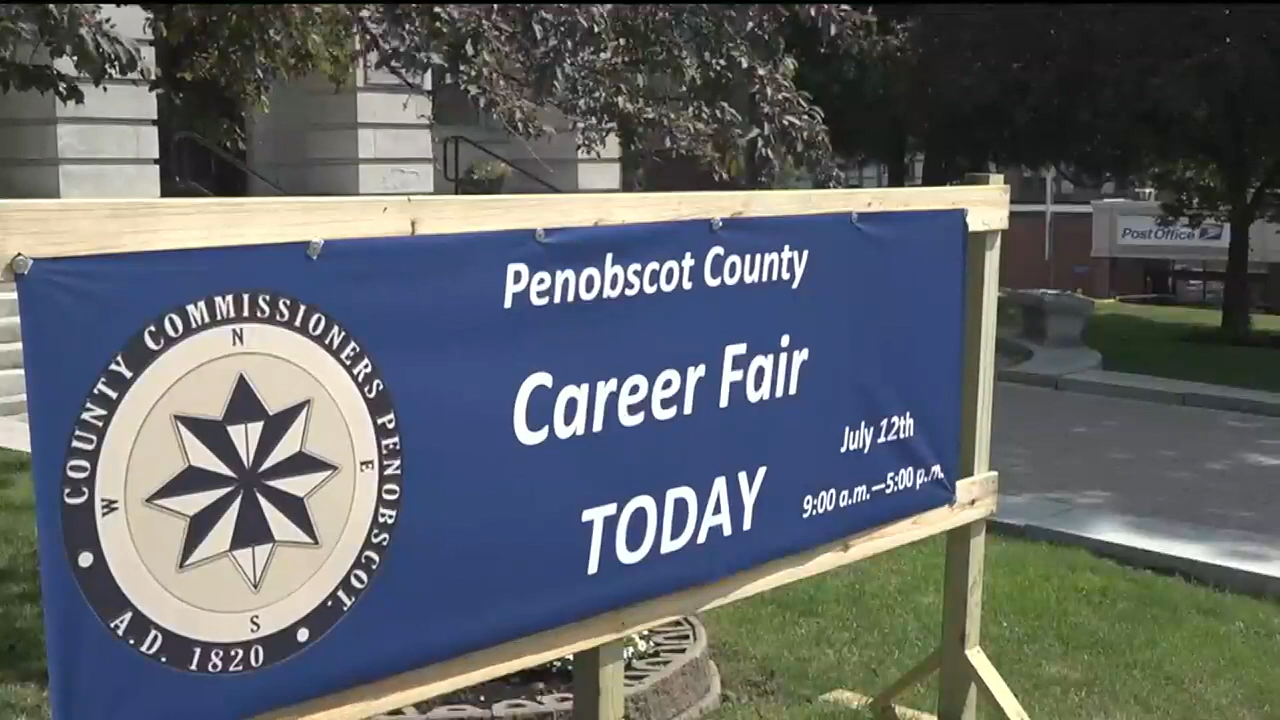 Penobscot County
Career Fair
TODAY
July 12th
9:00 a.m.—5:00 p.m.
COUNTY COMMISSIONERS PENOBSCOT.
A.D. 1820
N
E
S
W
Post Office